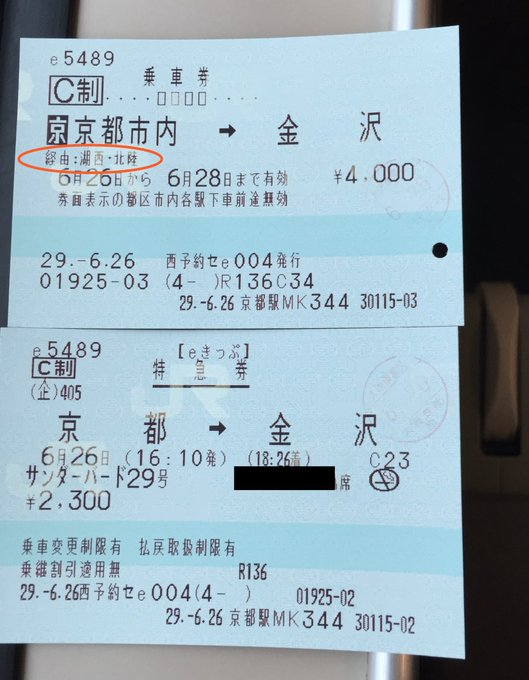 e5489
C制 乗車券
‥‥□□□□‥‥
京 京都市内 → 金沢
経由:湖西・北陸
6月26日から 6月28日まで有効 ¥4,000
券面表示の都区市内各駅下車前途無効
29.-6.26 西予約セe004発行
01925-03 (4- )R136C34
29.-6.26 京都駅MK344 30115-03
e5489 【eきっぷ】
C制 特急券
(企)405
京都 → 金沢
6月26日 (16:10発) (18:26着) C23
サンダーバード29号 席
¥2,300
乗車変更制限有 払戻取扱制限有
乗継割引適用無 R136
29.-6.26西予約セe004(4- ) 01925-02
29.-6.26 京都駅MK344 30115-02